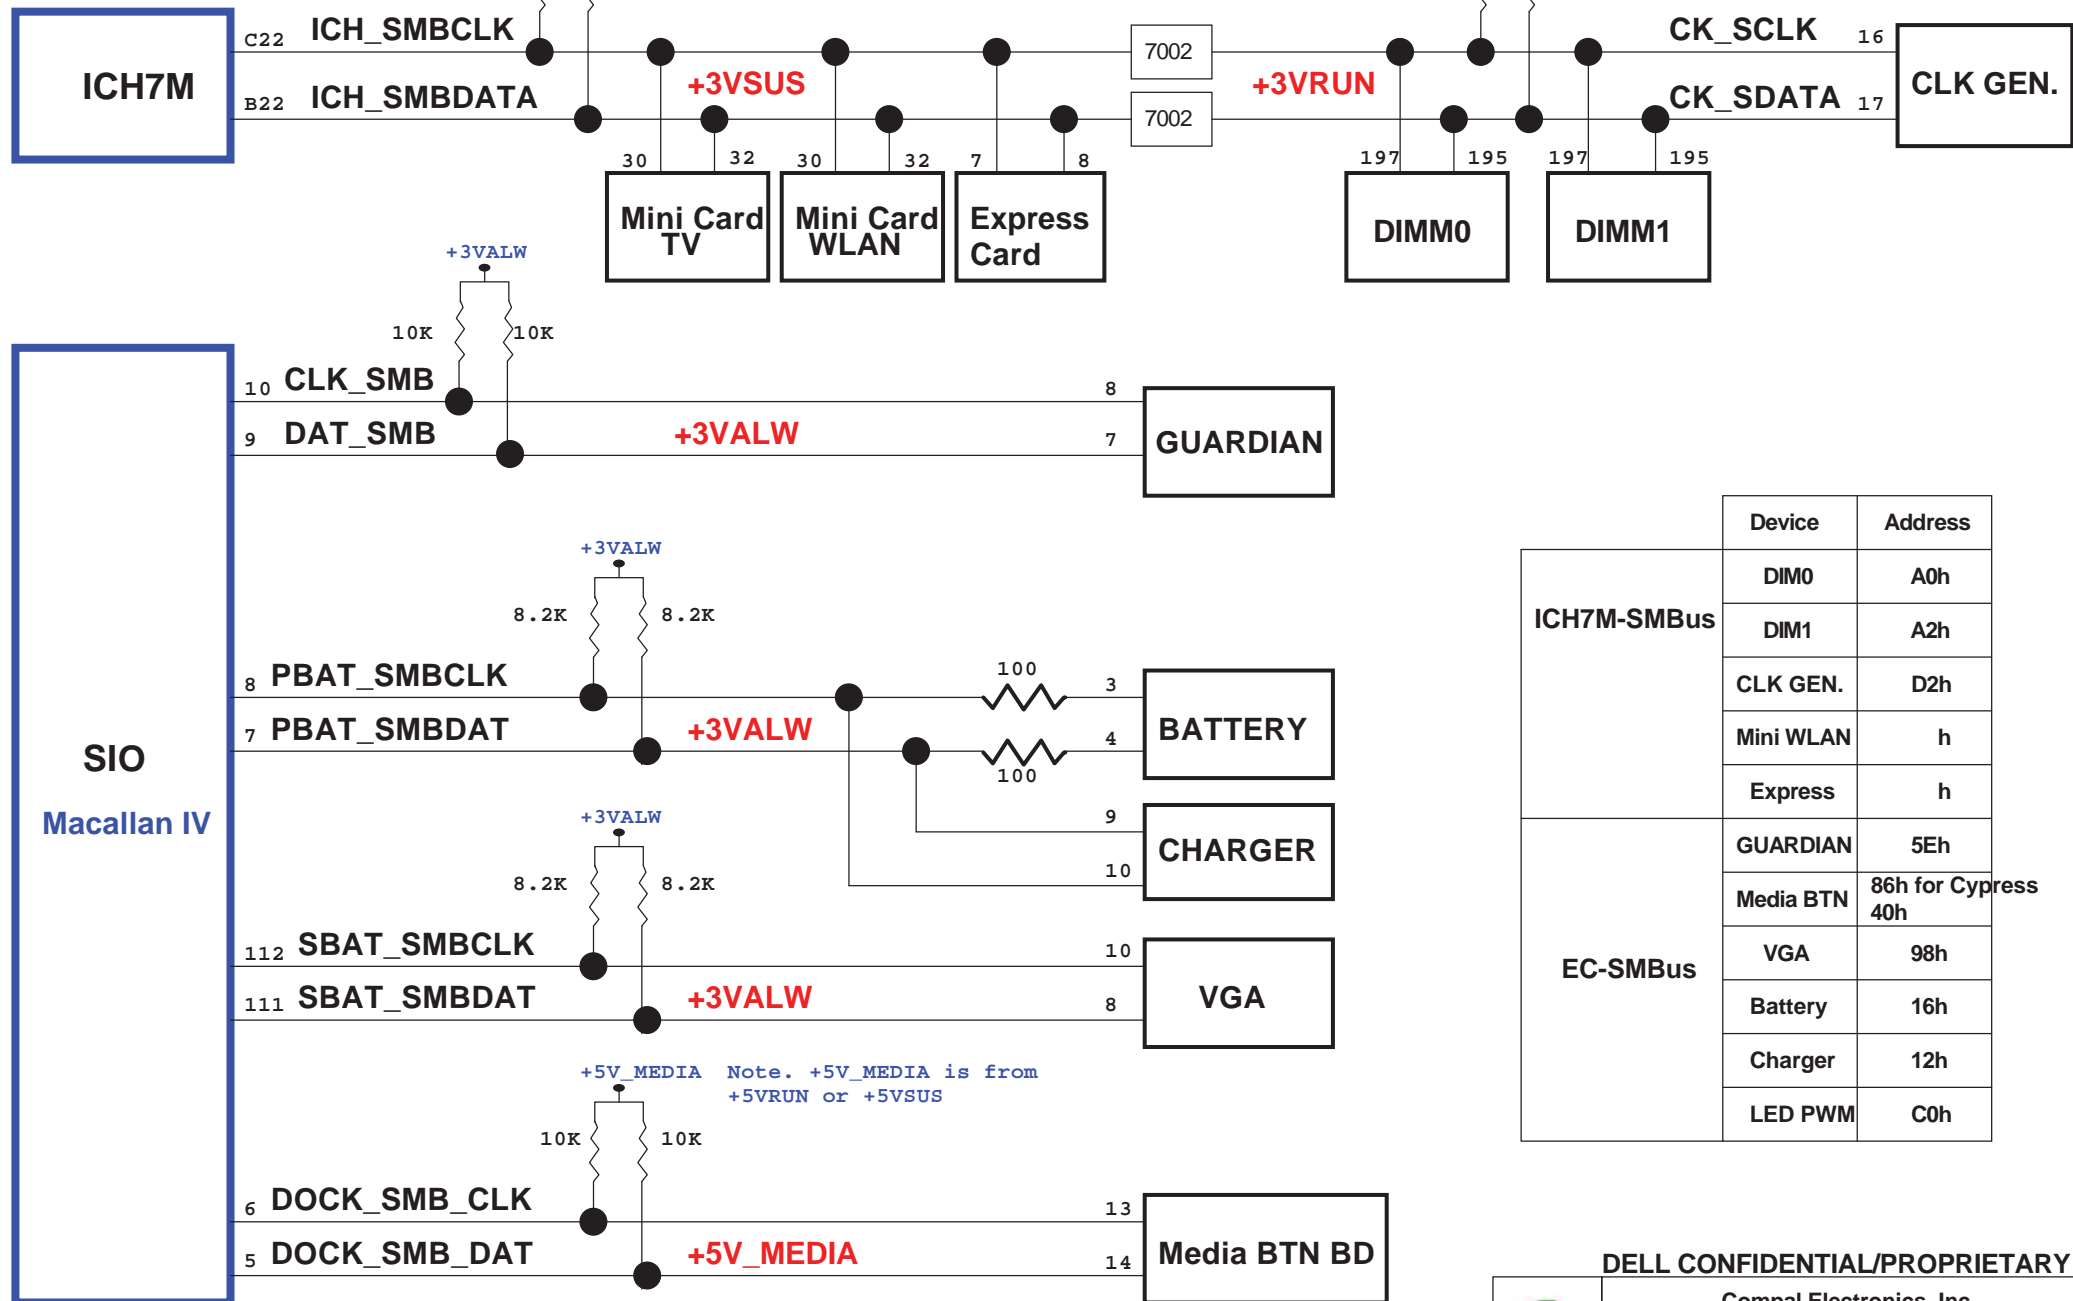 C22 ICH_SMBCLK
CK_SCLK 16
ICH7M
+3VSUS
7002
+3VRUN
CLK GEN.
B22 ICH_SMBDATA
7002
CK_SDATA 17
30 32 30 32 7 8 197 195 197 195
Mini Card TV
Mini Card WLAN
Express Card
DIMM0
DIMM1
+3VALW
10K 10K
10 CLK_SMB 8
9 DAT_SMB +3VALW 7
GUARDIAN
+3VALW
8.2K 8.2K
8 PBAT_SMBCLK 100 3
7 PBAT_SMBDAT +3VALW 100 4
BATTERY
SIO
Macallan IV
9
10
CHARGER
+3VALW
8.2K 8.2K
112 SBAT_SMBCLK 10
111 SBAT_SMBDAT +3VALW 8
VGA
+5V_MEDIA Note. +5V_MEDIA is from
+5VRUN or +5VSUS
10K 10K
6 DOCK_SMB_CLK 13
5 DOCK_SMB_DAT +5V_MEDIA 14
Media BTN BD
Device Address
ICH7M-SMBus
DIM0 A0h
DIM1 A2h
CLK GEN. D2h
Mini WLAN h
Express h
EC-SMBus
GUARDIAN 5Eh
Media BTN 86h for Cypress
40h
VGA 98h
Battery 16h
Charger 12h
LED PWM C0h
DELL CONFIDENTIAL/PROPRIETARY
Compal Electronics, Inc